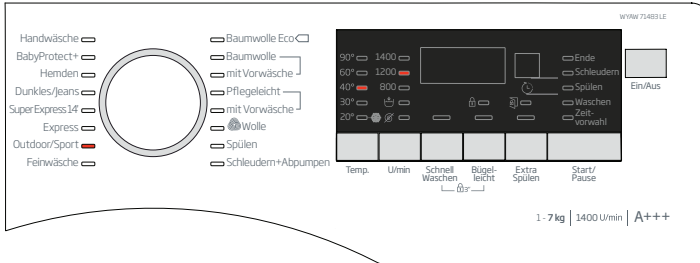 WYAW 71483 LE
Handwäsche
BabyProtect+
Hemden
Dunkles/Jeans
Super Express 14'
Express
Outdoor/Sport
Feinwäsche
Baumwolle Eco
Baumwolle
mit Vorwäsche
Pflegeleicht
mit Vorwäsche
Wolle
Spülen
Schleudern+Abpumpen
90° 1400
60° 1200
40° 800
30°
20°
Ende
Schleudern
Spülen
Waschen
Zeit-
vorwahl
Ein/Aus
Temp. U/min Schnell Waschen Bügel-leicht Extra Spülen Start/Pause
3"
1 - 7 kg 1400 U/min A+++